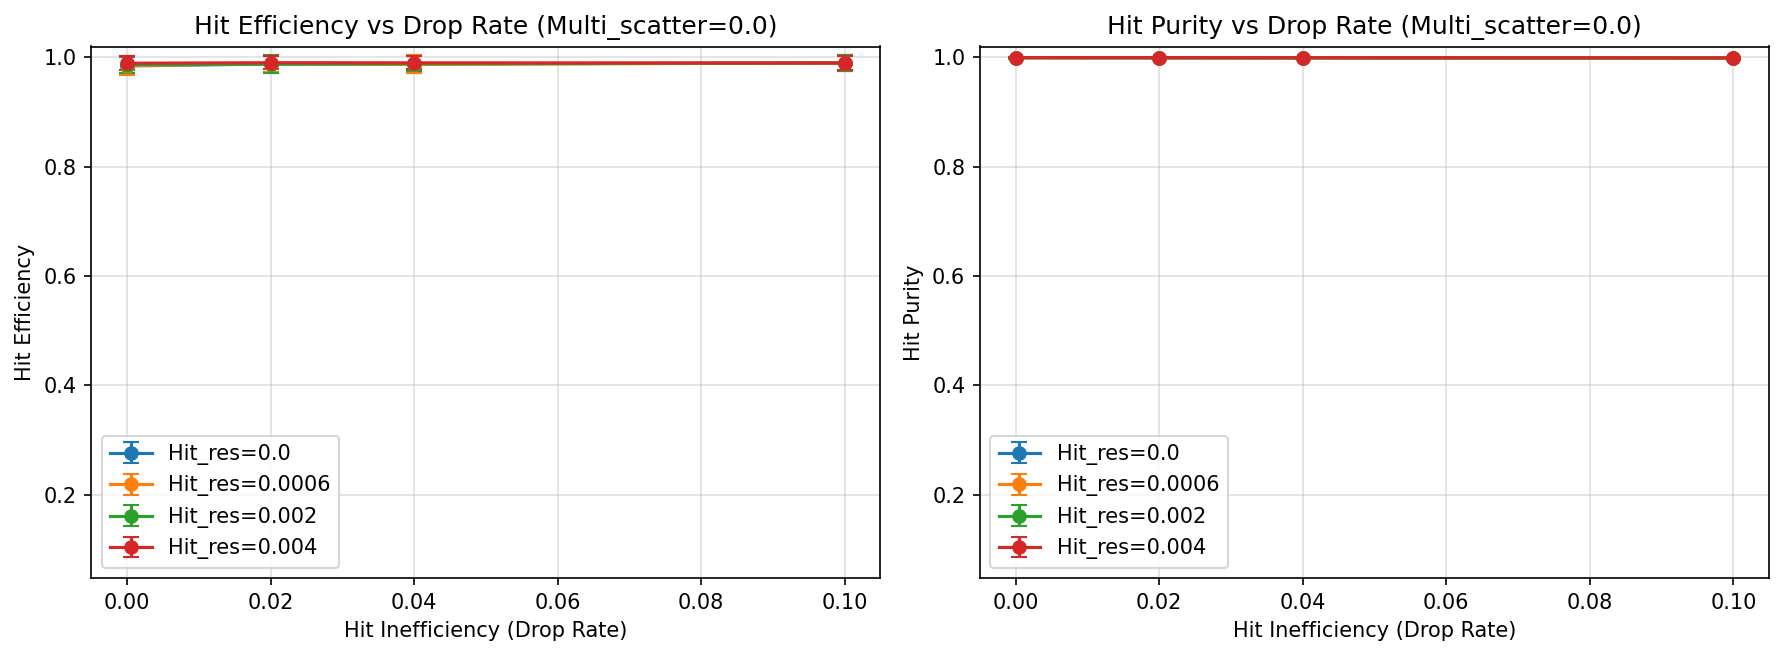 Hit Efficiency vs Drop Rate (Multi_scatter=0.0)
1.0
0.8
0.6
0.4
0.2
Hit Efficiency
Hit_res=0.0
Hit_res=0.0006
Hit_res=0.002
Hit_res=0.004
0.00 0.02 0.04 0.06 0.08 0.10
Hit Inefficiency (Drop Rate)
Hit Purity vs Drop Rate (Multi_scatter=0.0)
1.0
0.8
0.6
0.4
0.2
Hit Purity
Hit_res=0.0
Hit_res=0.0006
Hit_res=0.002
Hit_res=0.004
0.00 0.02 0.04 0.06 0.08 0.10
Hit Inefficiency (Drop Rate)